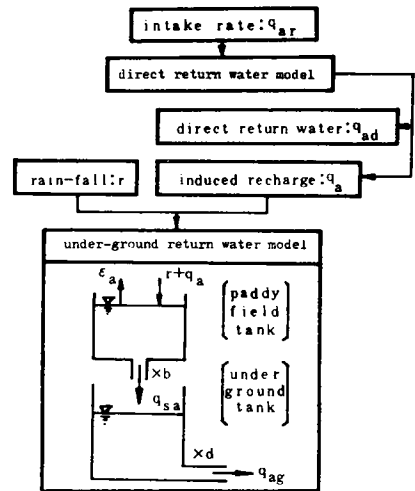 intake rate:q_ar
direct return water model
direct return water:q_ad
rain-fall:r
induced recharge:q_a
under-ground return water model
ε_a
r+q_a
paddy
field
tank
×b
q_sa
under
ground
tank
×d
q_ag